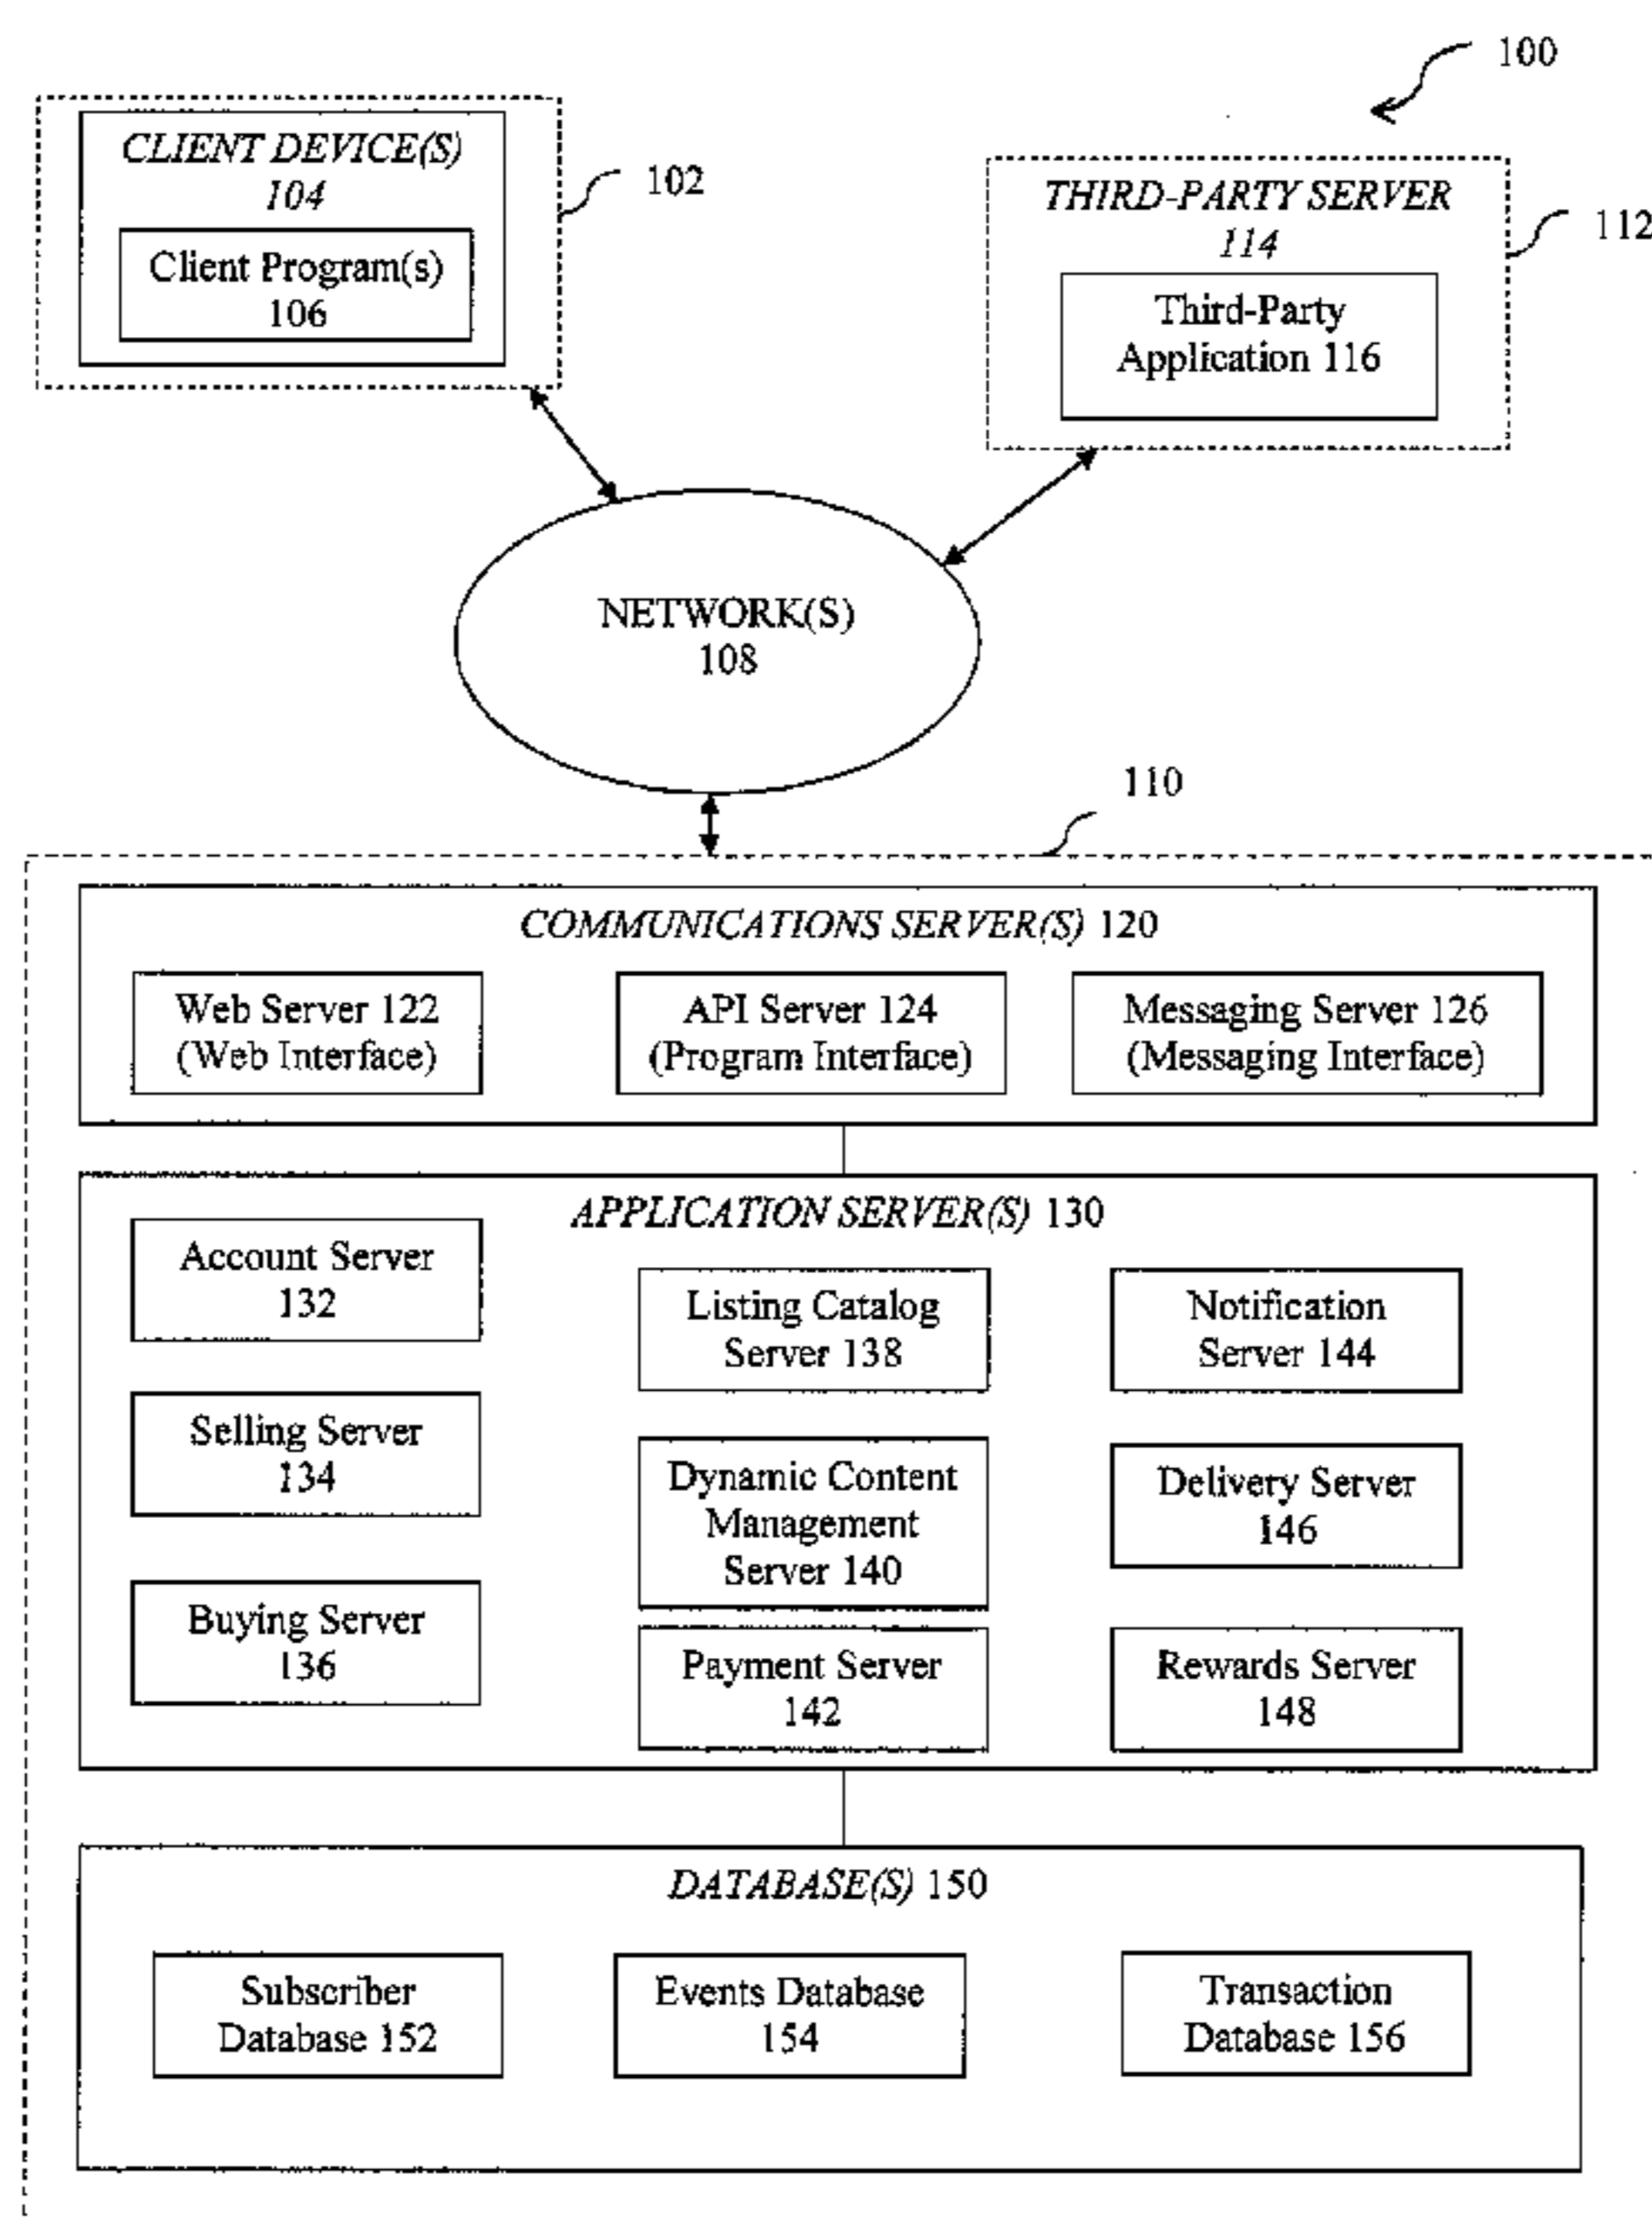 100
CLIENT DEVICE(S)
104
Client Program(s)
106
102
THIRD-PARTY SERVER
114
Third-Party
Application 116
112
NETWORK(S)
108
110
COMMUNICATIONS SERVER(S) 120
Web Server 122
(Web Interface)
API Server 124
(Program Interface)
Messaging Server 126
(Messaging Interface)
APPLICATION SERVER(S) 130
Account Server
132
Selling Server
134
Buying Server
136
Listing Catalog
Server 138
Dynamic Content
Management
Server 140
Payment Server
142
Notification
Server 144
Delivery Server
146
Rewards Server
148
DATABASE(S) 150
Subscriber
Database 152
Events Database
154
Transaction
Database 156